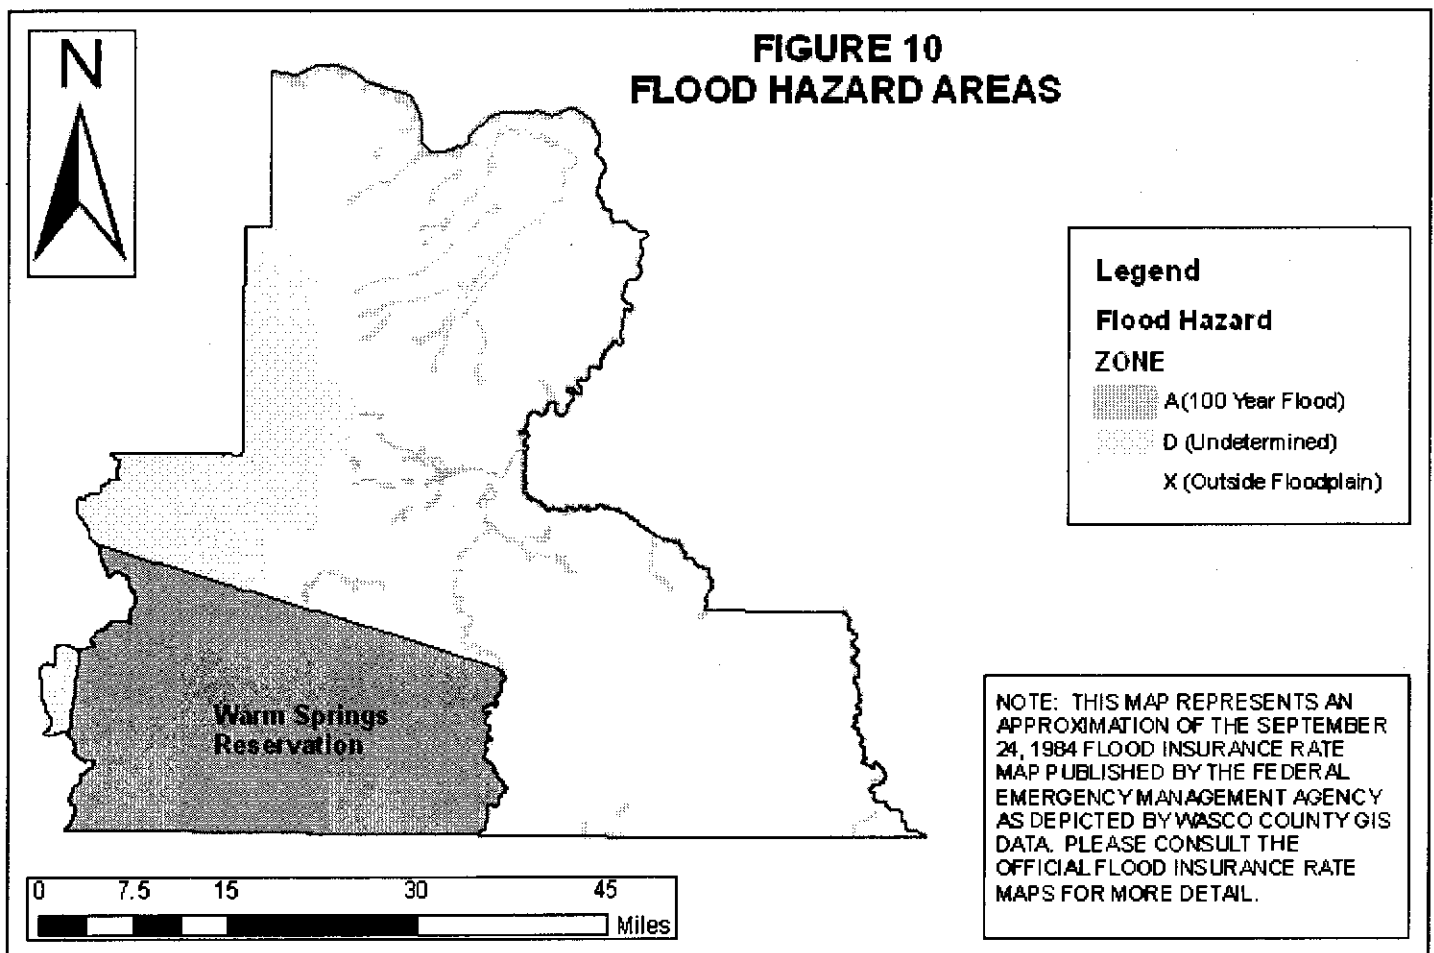 N
FIGURE 10
FLOOD HAZARD AREAS
Legend
Flood Hazard
ZONE
A (100 Year Flood)
D (Undetermined)
X (Outside Floodplain)
Warm Springs
Reservation
NOTE: THIS MAP REPRESENTS AN
APPROXIMATION OF THE SEPTEMBER
24, 1984 FLOOD INSURANCE RATE
MAP PUBLISHED BY THE FEDERAL
EMERGENCY MANAGEMENT AGENCY
AS DEPICTED BY WASCO COUNTY GIS
DATA. PLEASE CONSULT THE
OFFICIAL FLOOD INSURANCE RATE
MAPS FOR MORE DETAIL.
0 7.5 15 30 45
Miles